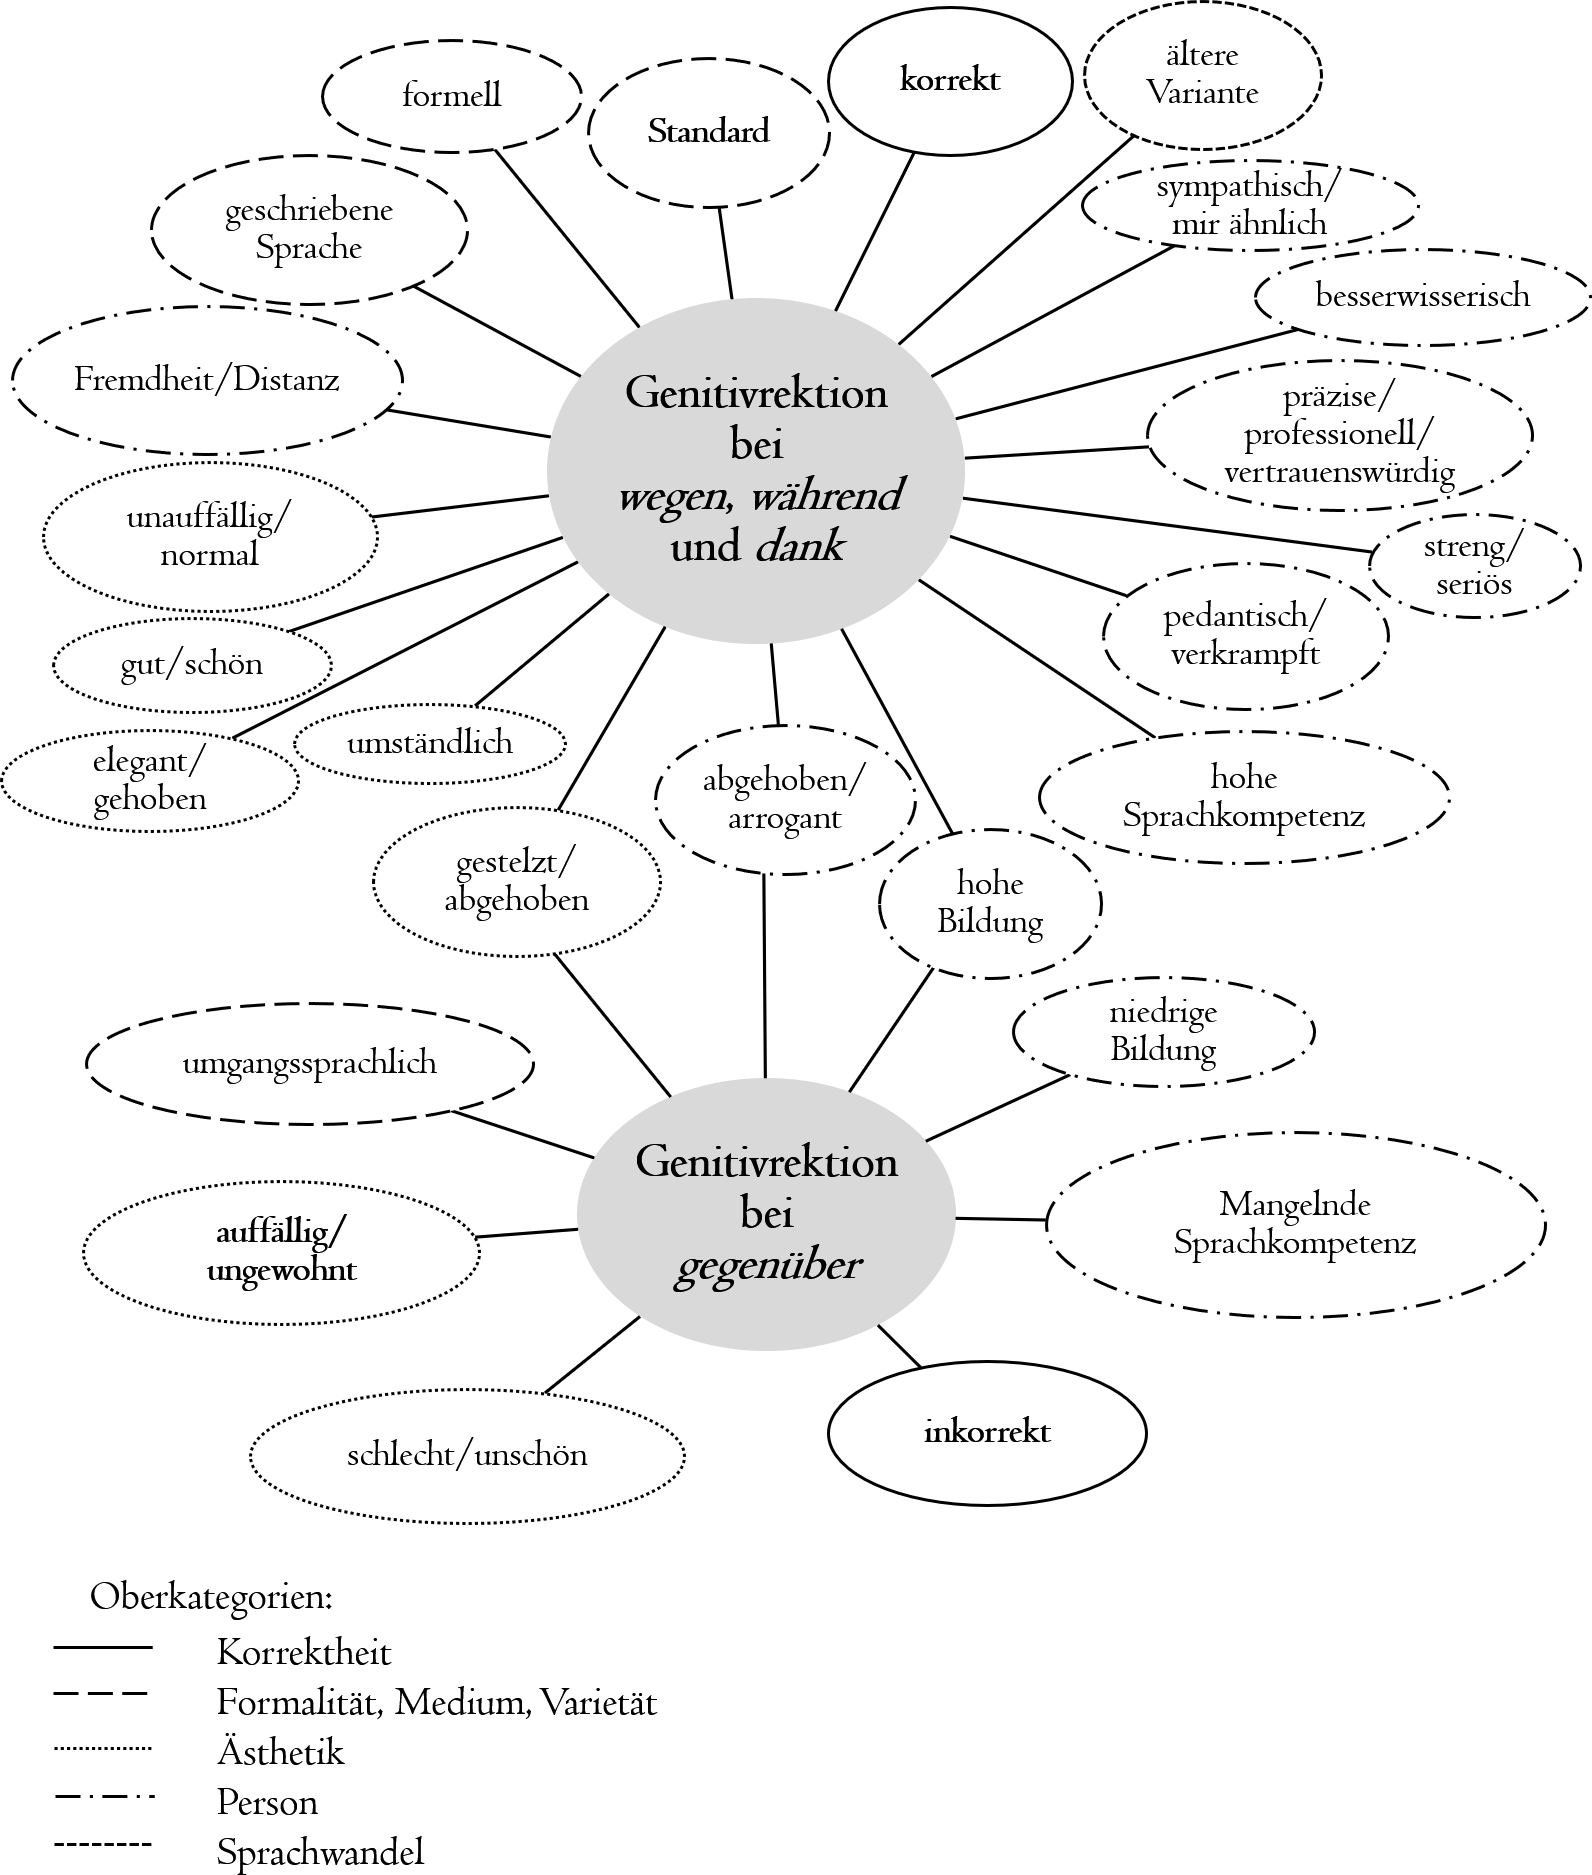 formell
Standard
korrekt
ältere
Variante
geschriebene
Sprache
sympathisch/
mir ähnlich
besserwisserisch
Fremdheit/Distanz
Genitivrektion
bei
wegen, während
und dank
präzise/
professionell/
vertrauenswürdig
unauffällig/
normal
streng/
seriös
gut/schön
pedantisch/
verkrampft
elegant/
gehoben
umständlich
abgehoben/
arrogant
hohe
Sprachkompetenz
gestelzt/
abgehoben
hohe
Bildung
niedrige
Bildung
umgangssprachlich
Genitivrektion
bei
gegenüber
auffällig/
ungewohnt
Mangelnde
Sprachkompetenz
schlecht/unschön
inkorrekt
Oberkategorien:
Korrektheit
Formalität, Medium, Varietät
Ästhetik
Person
Sprachwandel